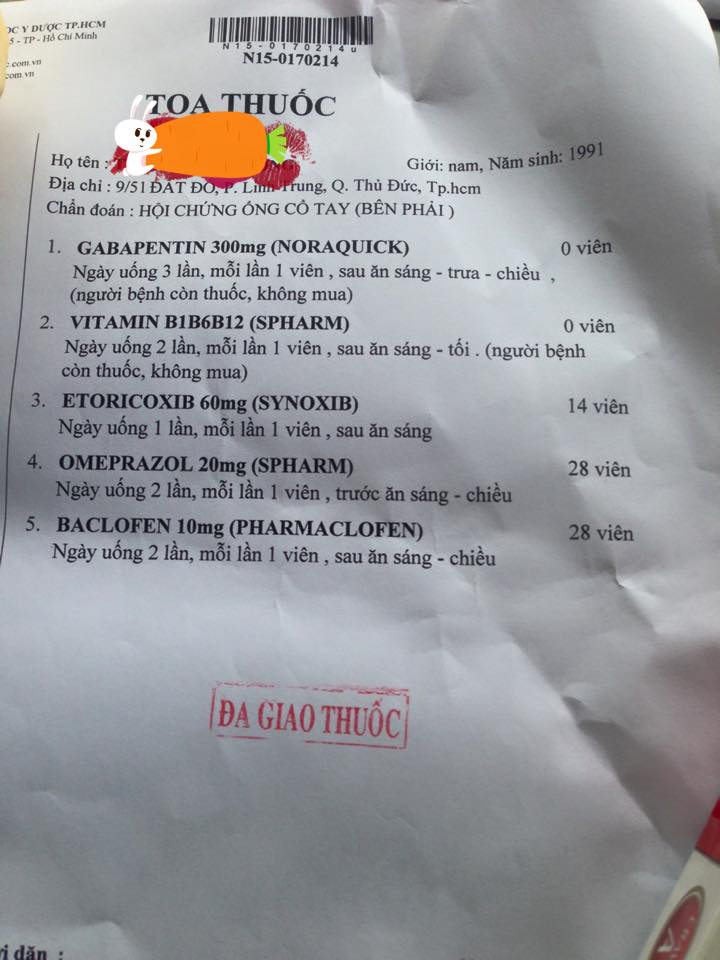 ỌC Y DƯỢC TP.HCM
5 - TP - Hồ Chí Minh
c.com.vn
com.vn
N15-0170214u
N15-0170214
TOA THUỐC
Họ tên :
Giới: nam, Năm sinh: 1991
Địa chỉ : 9/51 ĐẤT ĐỎ, P. Linh Trung, Q. Thủ Đức, Tp.hcm
Chẩn đoán : HỘI CHỨNG ỐNG CỔ TAY (BÊN PHẢI )
1. GABAPENTIN 300mg (NORAQUICK) 0 viên
Ngày uống 3 lần, mỗi lần 1 viên , sau ăn sáng - trưa - chiều ,
(người bệnh còn thuốc, không mua)
2. VITAMIN B1B6B12 (SPHARM) 0 viên
Ngày uống 2 lần, mỗi lần 1 viên , sau ăn sáng - tối . (người bệnh
còn thuốc, không mua)
3. ETORICOXIB 60mg (SYNOXIB) 14 viên
Ngày uống 1 lần, mỗi lần 1 viên , sau ăn sáng
4. OMEPRAZOL 20mg (SPHARM) 28 viên
Ngày uống 2 lần, mỗi lần 1 viên , trước ăn sáng - chiều
5. BACLOFEN 10mg (PHARMACLOFEN) 28 viên
Ngày uống 2 lần, mỗi lần 1 viên , sau ăn sáng - chiều
ĐA GIAO THUỐC
i dặn :